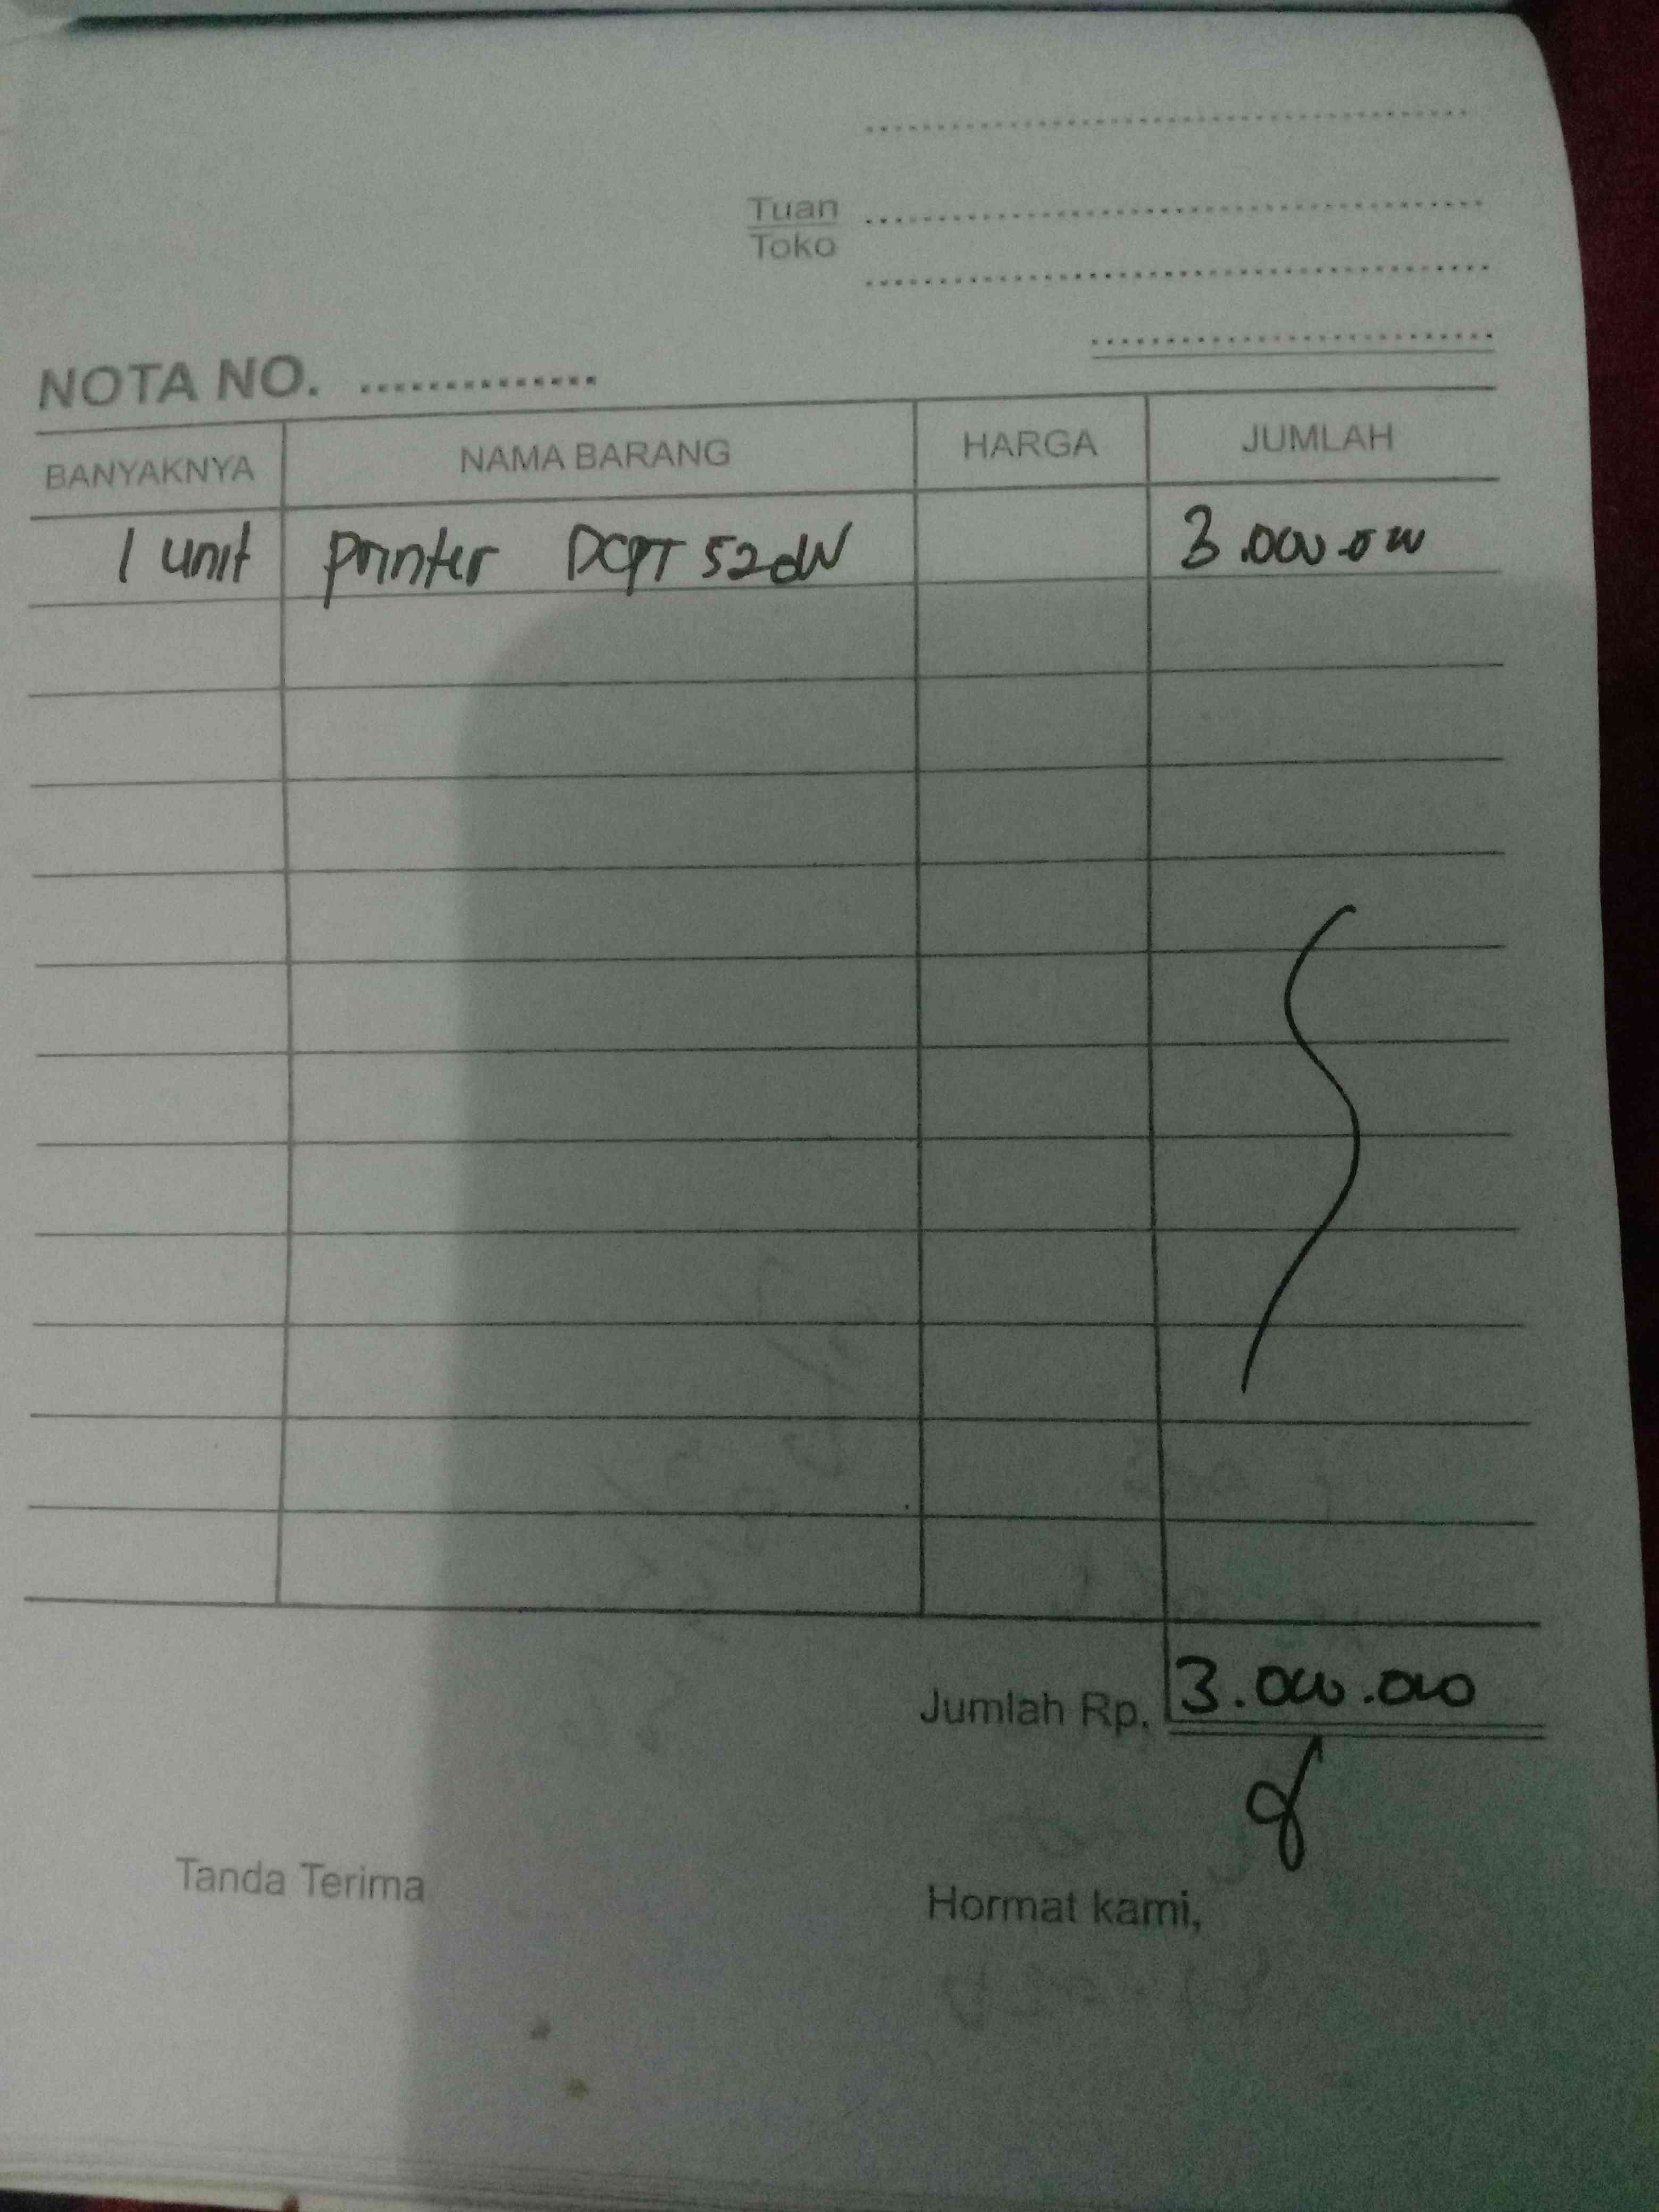 Tuan
Toko
NOTA NO. ...............
BANYAKNYA NAMA BARANG HARGA JUMLAH
1 unit printer DCPT 520W 3.000.000
Jumlah Rp. 3.000.000
Tanda Terima Hormat kami,